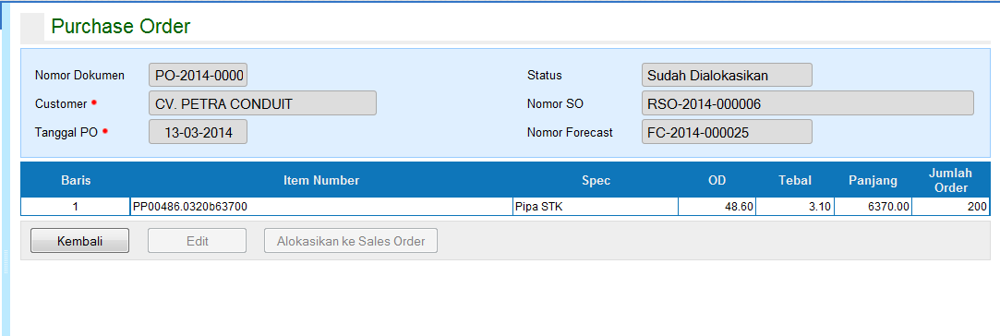 Purchase Order
Nomor Dokumen PO-2014-0000 Status Sudah Dialokasikan
Customer • CV. PETRA CONDUIT Nomor SO RSO-2014-000006
Tanggal PO • 13-03-2014 Nomor Forecast FC-2014-000025
Baris Item Number Spec OD Tebal Panjang Jumlah Order
1 PP00486.0320b63700 Pipa STK 48.60 3.10 6370.00 200
Kembali Edit Alokasikan ke Sales Order